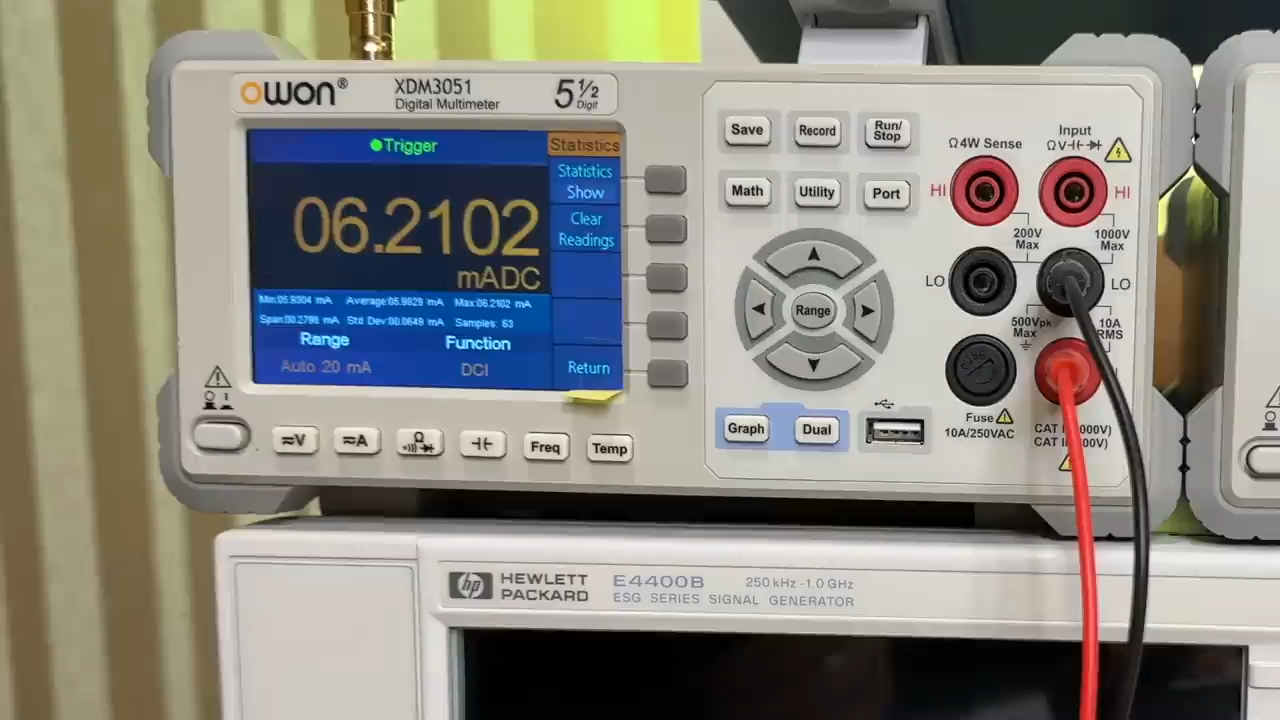 OWON® XDM3051 5½
Digital Multimeter Digit
Trigger
Statistics
06.2102
mADC
Statistics
Show
Clear
Readings
Min:05.9304 mA Average:05.9829 mA Max:06.2102 mA
Span:00.2798 mA Std Dev:00.0649 mA Samples: 63
Range Function
Auto 20 mA DCI
Return
≂V ≂A Ω Freq Temp
Save Record Run/Stop
Math Utility Port
Range
Graph Dual
Ω4W Sense
Input
ΩV
HI HI
200V
Max
1000V
Max
LO LO
500Vpk
Max
10A
RMS
Fuse
10A/250VAC
hp HEWLETT
PACKARD
E4400B 250 kHz - 1.0 GHz
ESG SERIES SIGNAL GENERATOR